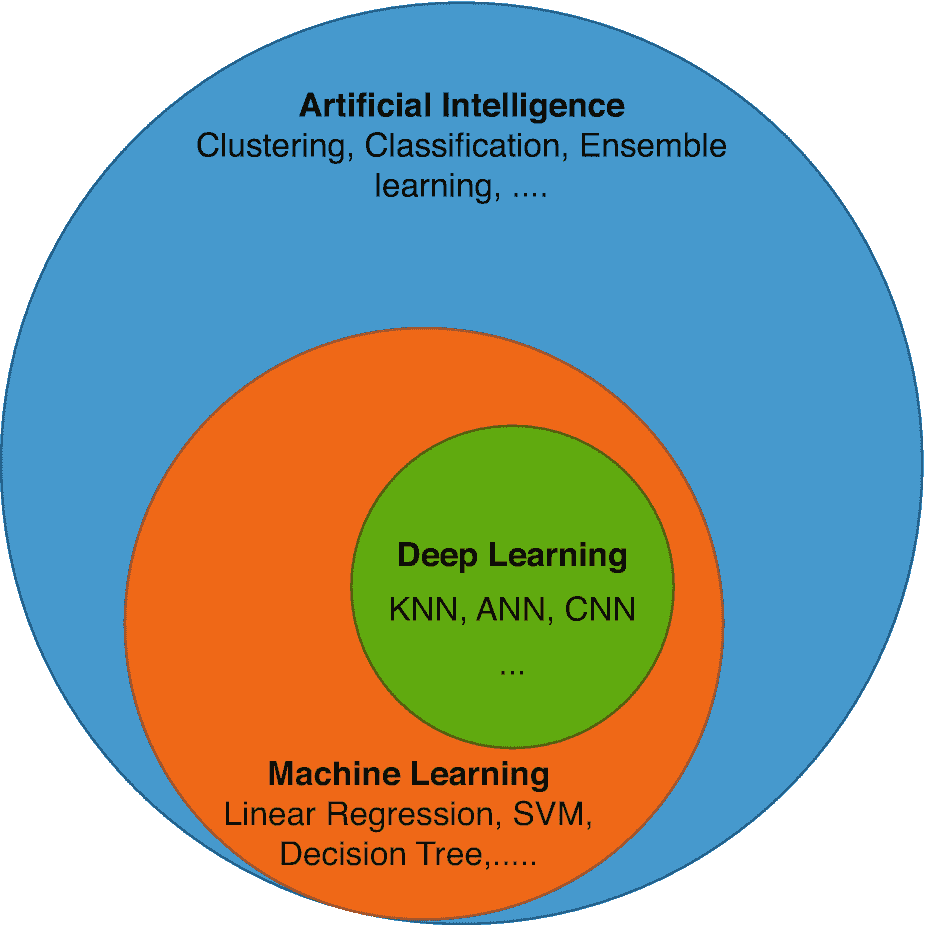 Artificial Intelligence
Clustering, Classification, Ensemble
learning, ....
Deep Learning
KNN, ANN, CNN
...
Machine Learning
Linear Regression, SVM,
Decision Tree,.....